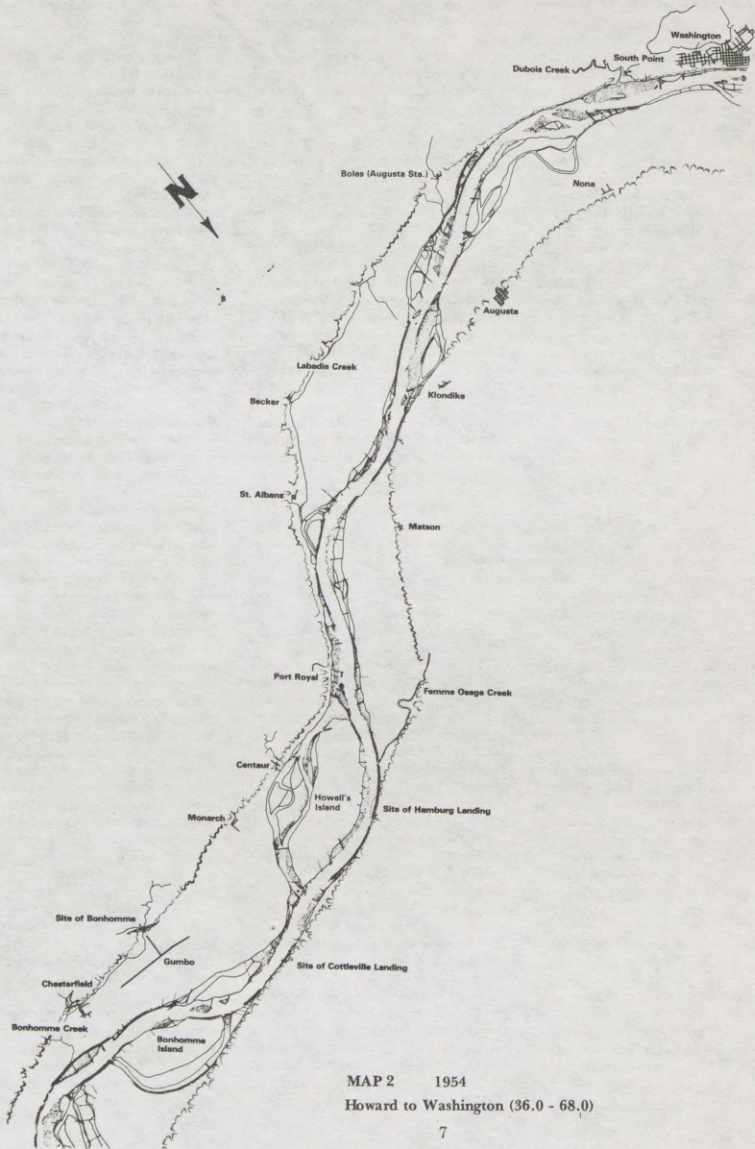 Washington
South Point
Dubois Creek
N
Boles (Augusta Sta.)
Nona
Augusta
Labadie Creek
Klondike
Becker
St. Albans
Matson
Port Royal
Femme Osege Creek
Centaur
Howell's
Island
Site of Hamburg Landing
Monarch
Site of Bonhomme
Gumbo
Site of Cottleville Landing
Chesterfield
Bonhomme Creek
Bonhomme
Island
MAP 2 1954
Howard to Washington (36.0 - 68.0)
7